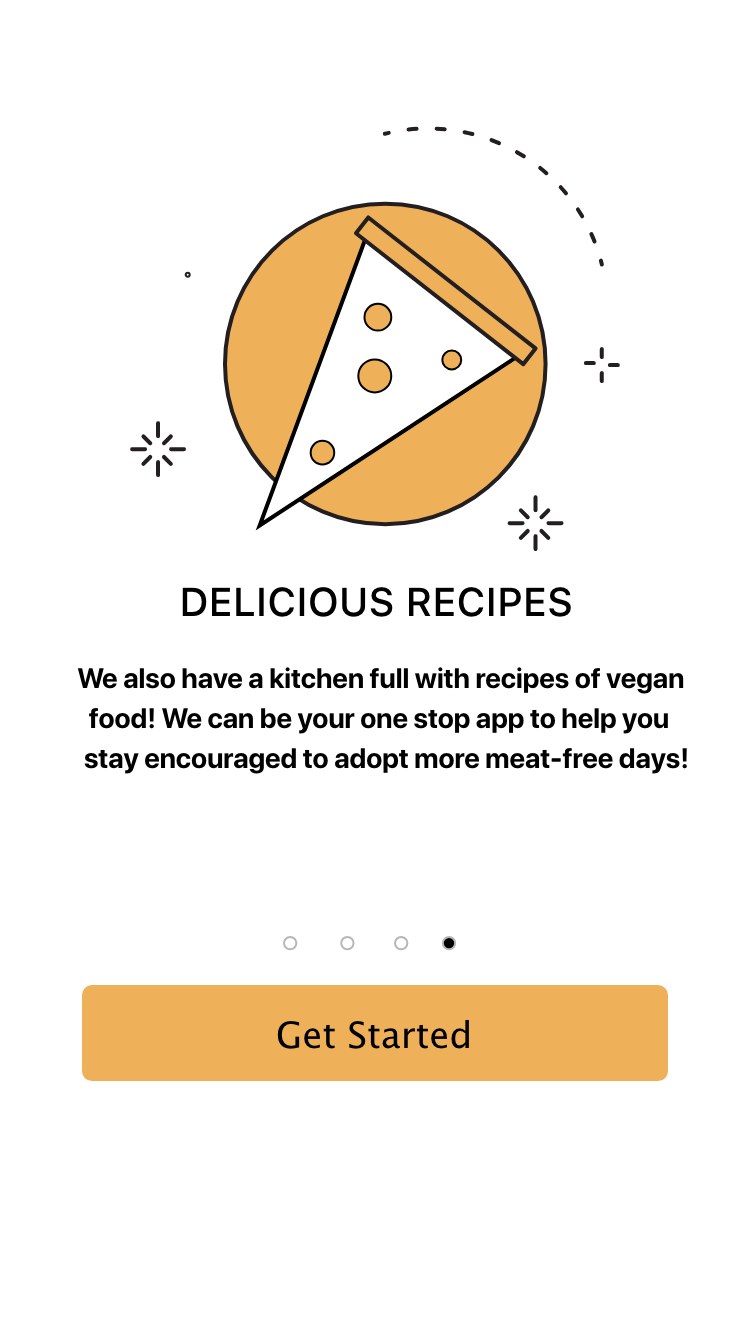 DELICIOUS RECIPES
We also have a kitchen full with recipes of vegan
food! We can be your one stop app to help you
stay encouraged to adopt more meat-free days!
Get Started